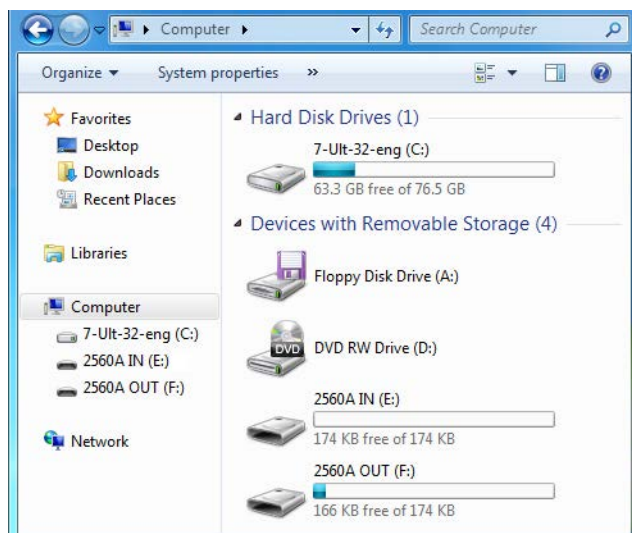 Computer
Search Computer
Organize
System properties
»
Favorites
Desktop
Downloads
Recent Places
Libraries
Computer
7-Ult-32-eng (C:)
2560A IN (E:)
2560A OUT (F:)
Network
Hard Disk Drives (1)
7-Ult-32-eng (C:)
63.3 GB free of 76.5 GB
Devices with Removable Storage (4)
Floppy Disk Drive (A:)
DVD
DVD RW Drive (D:)
2560A IN (E:)
174 KB free of 174 KB
2560A OUT (F:)
166 KB free of 174 KB